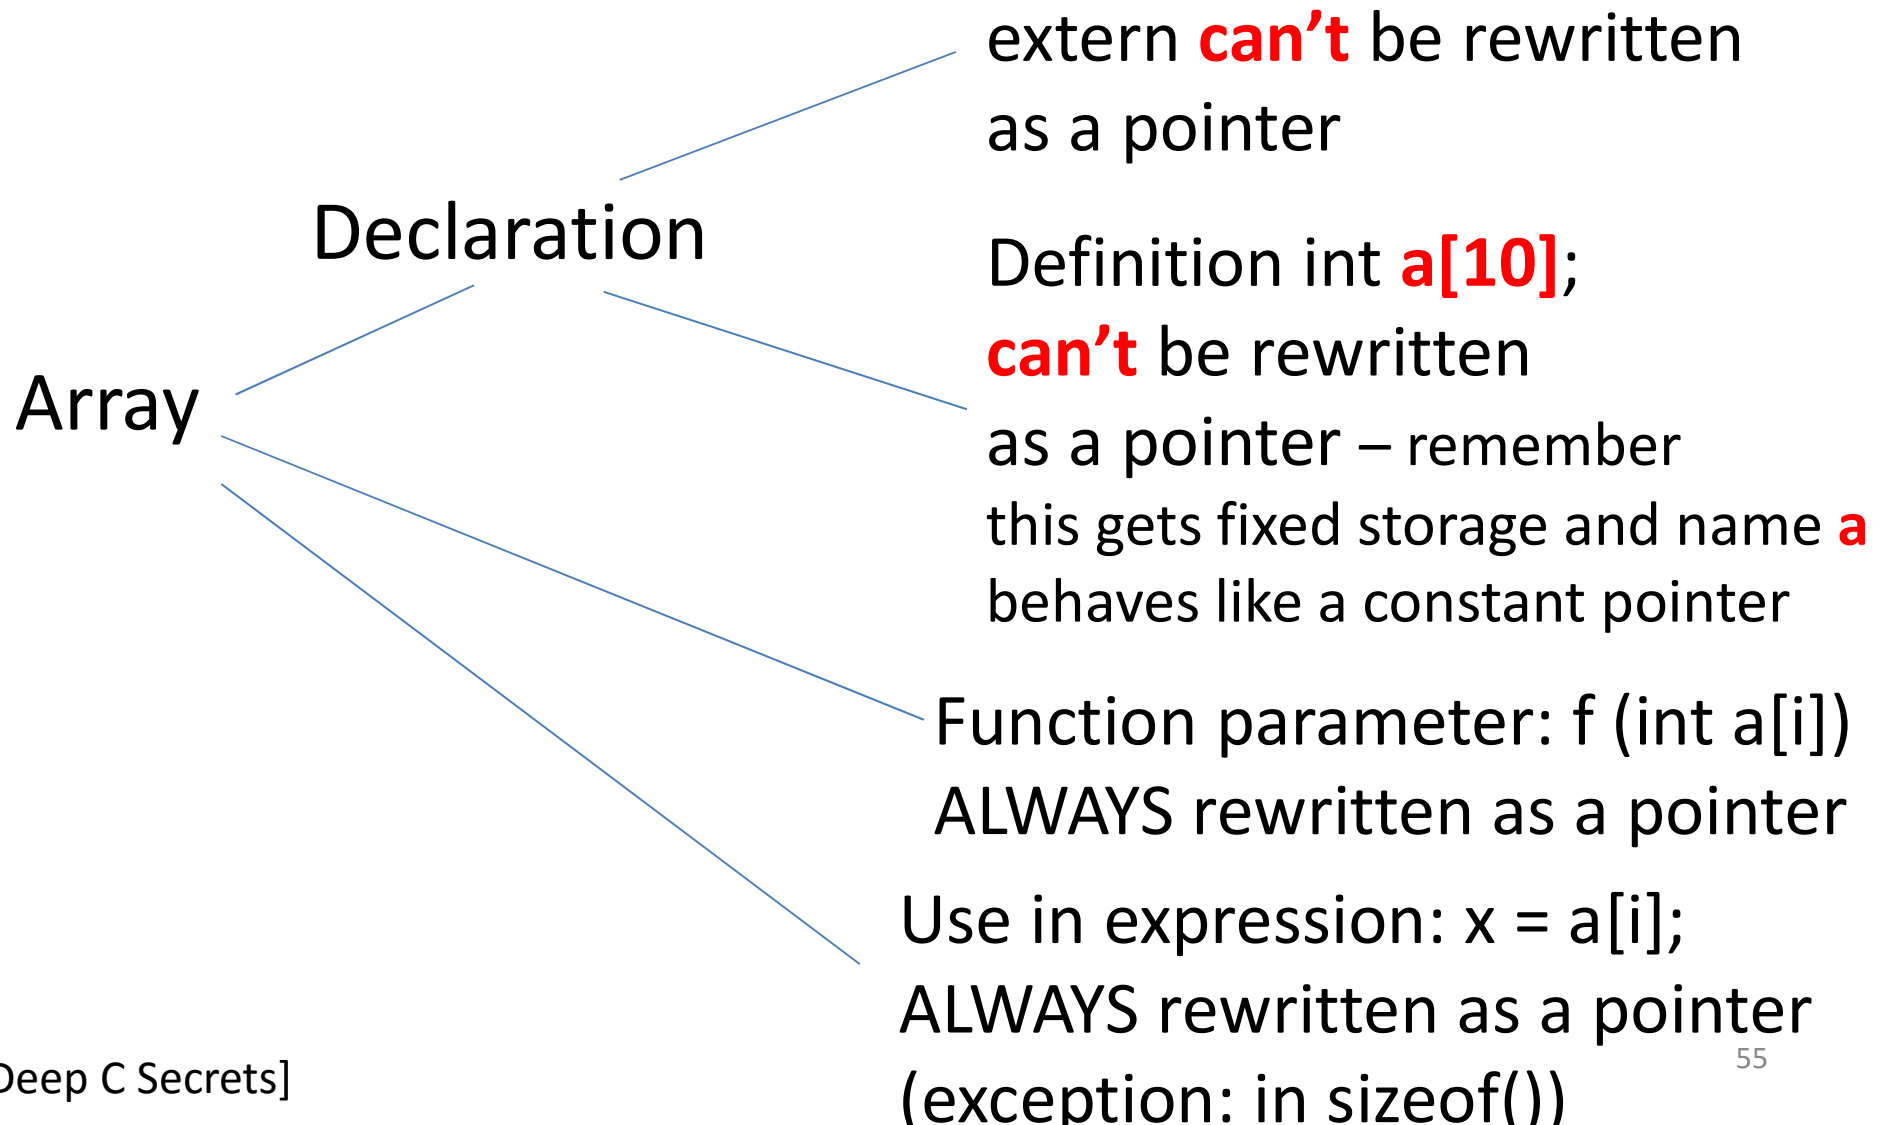 extern can’t be rewritten
as a pointer
Declaration
Definition int a[10];
can’t be rewritten
as a pointer – remember
this gets fixed storage and name a
behaves like a constant pointer
Array
Function parameter: f (int a[i])
ALWAYS rewritten as a pointer
Use in expression: x = a[i];
ALWAYS rewritten as a pointer
(exception: in sizeof())
Deep C Secrets]
55